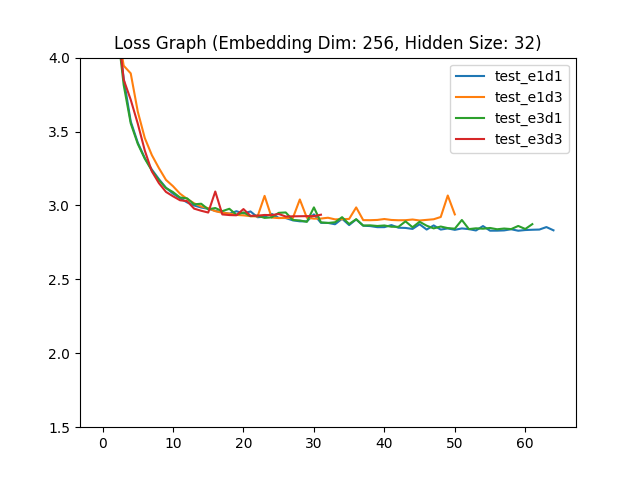 Loss Graph (Embedding Dim: 256, Hidden Size: 32)
4.0
3.5
3.0
2.5
2.0
1.5
0 10 20 30 40 50 60
test_e1d1
test_e1d3
test_e3d1
test_e3d3